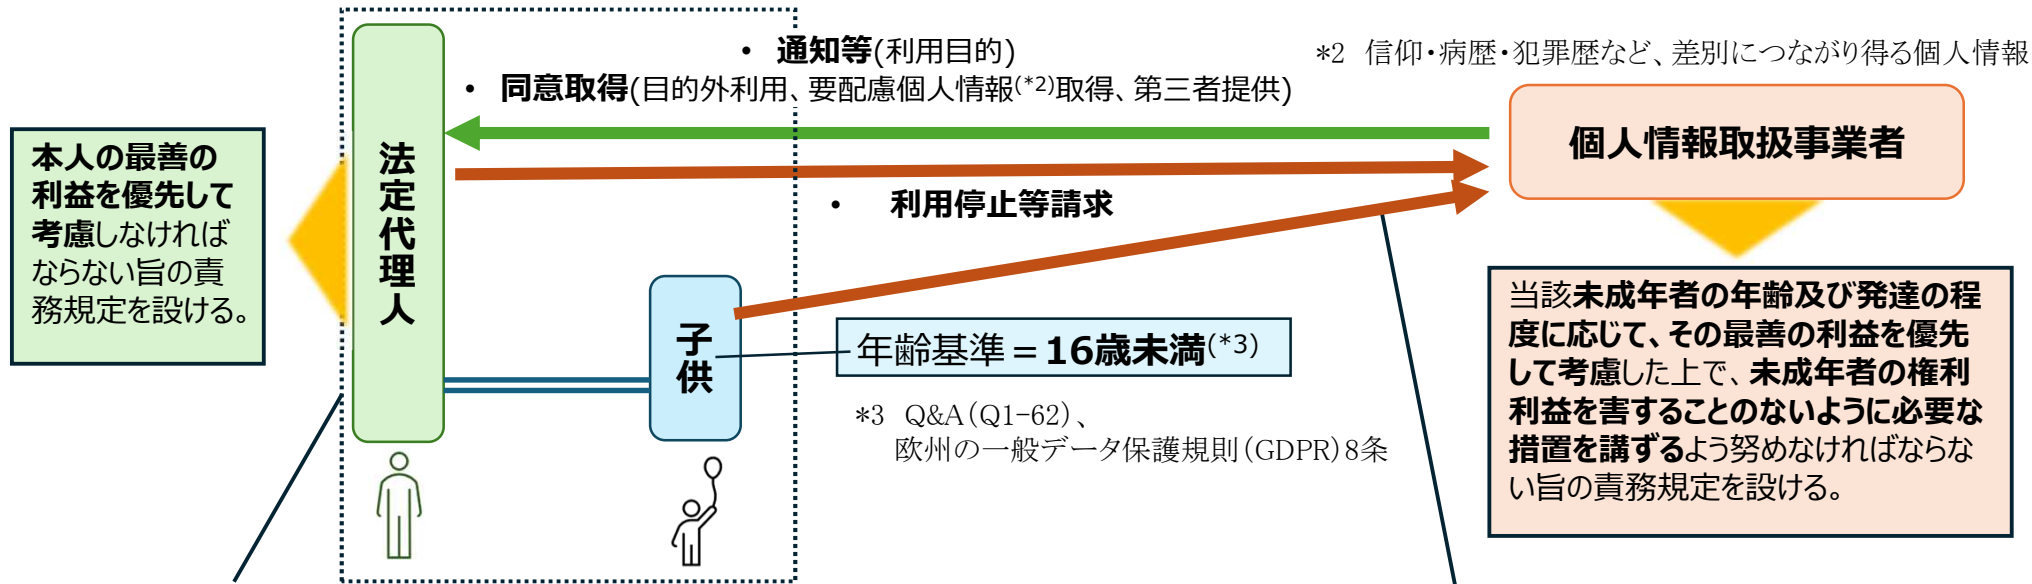 • 通知等(利用目的)
• 同意取得(目的外利用、要配慮個人情報(*2)取得、第三者提供)
*2 信仰・病歴・犯罪歴など、差別につながり得る個人情報
本人の最善の
利益を優先して
考慮しなければ
ならない旨の責
務規定を設ける。
法定代理人
個人情報取扱事業者
• 利用停止等請求
子供
年齢基準＝16歳未満(*3)
*3 Q&A(Q1-62)、
欧州の一般データ保護規則(GDPR)8条
当該未成年者の年齢及び発達の程
度に応じて、その最善の利益を優先
して考慮した上で、未成年者の権利
利益を害することのないように必要な
措置を講ずるよう努めなければならな
い旨の責務規定を設ける。